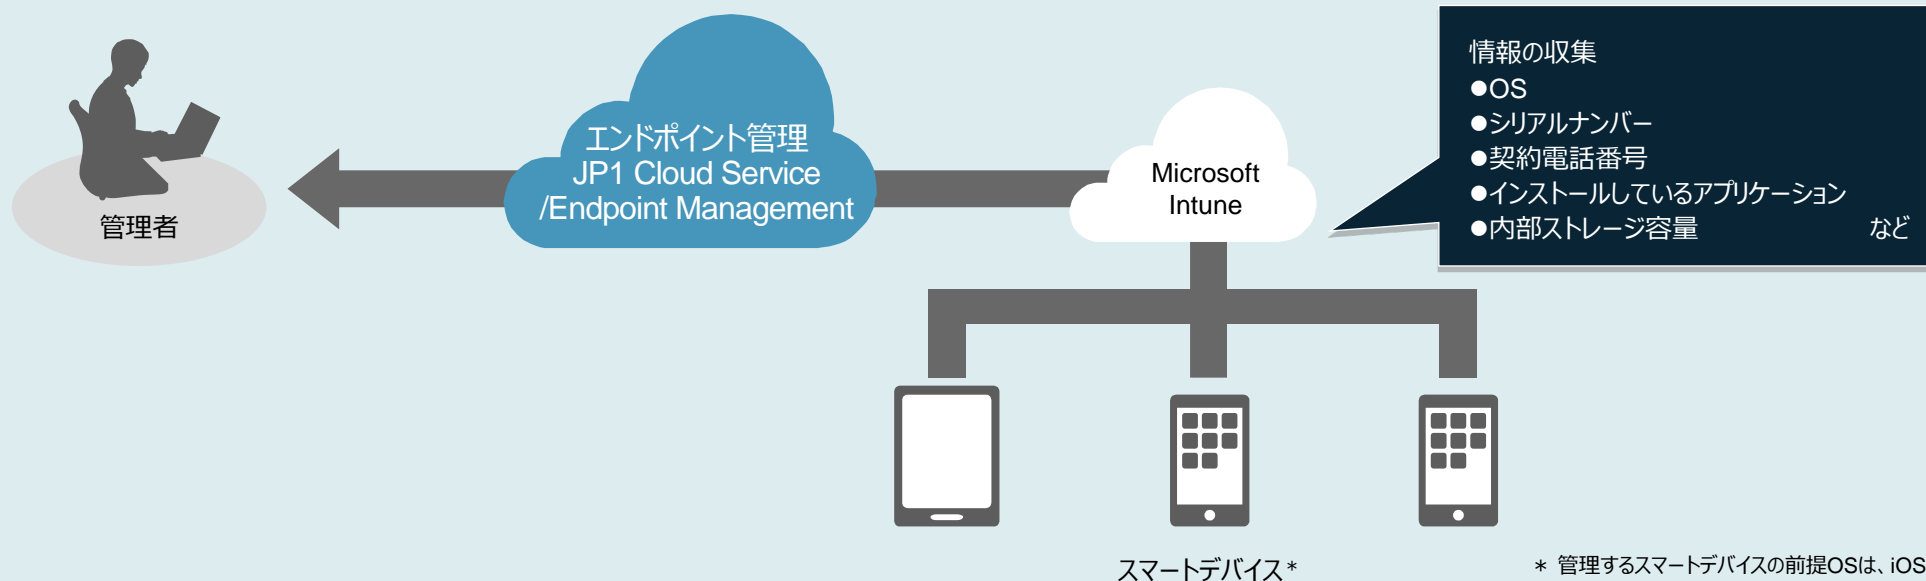 情報の収集
●OS
●シリアルナンバー
●契約電話番号
●インストールしているアプリケーション
●内部ストレージ容量 など
エンドポイント管理
JP1 Cloud Service
/Endpoint Management
Microsoft
Intune
管理者
スマートデバイス*
* 管理するスマートデバイスの前提OSは、iOS